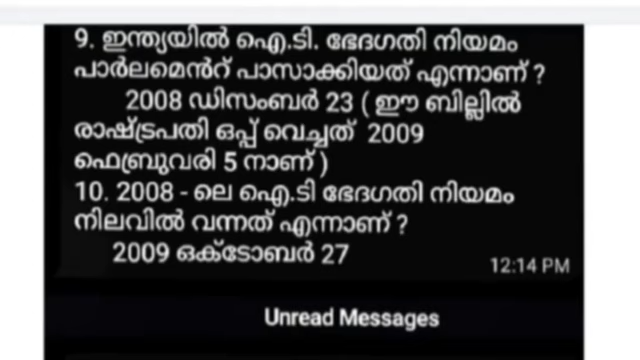 9. ഇന്ത്യയിൽ ഐ.ടി. ഭേദഗതി നിയമം
പാർലമെൻറ് പാസാക്കിയത് എന്നാണ് ?
2008 ഡിസംബർ 23 ( ഈ ബില്ലിൽ
രാഷ്ട്രപതി ഒപ്പ് വെച്ചത് 2009
ഫെബ്രുവരി 5 നാണ് )
10. 2008 - ലെ ഐ.ടി ഭേദഗതി നിയമം
നിലവിൽ വന്നത് എന്നാണ് ?
2009 ഒക്ടോബർ 27
12:14 PM
Unread Messages